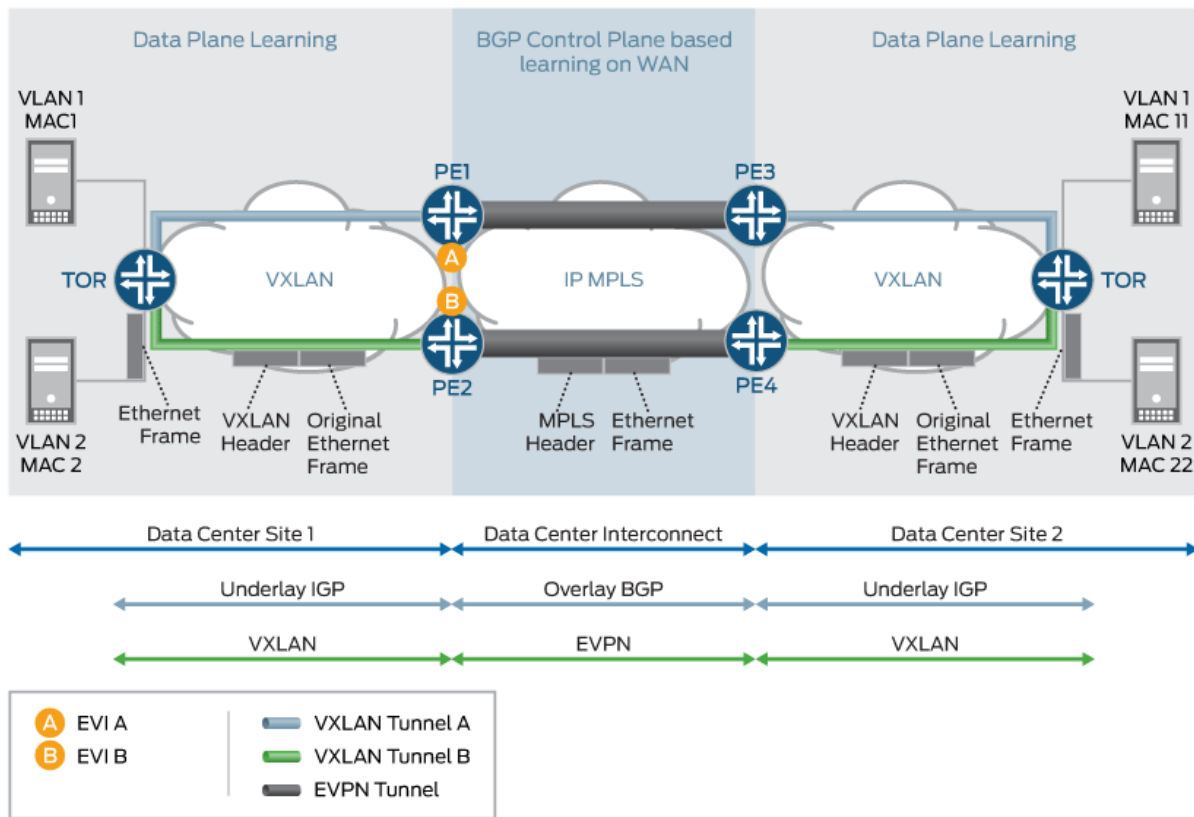 Data Plane Learning
BGP Control Plane based
learning on WAN
Data Plane Learning
VLAN 1
MAC1
VLAN 1
MAC 11
PE1
PE3
A
TOR
VXLAN
IP MPLS
VXLAN
TOR
B
PE2
PE4
Ethernet
Frame
VXLAN
Header
Original
Ethernet
Frame
MPLS
Header
Ethernet
Frame
VXLAN
Header
Original
Ethernet
Frame
Ethernet
Frame
VLAN 2
MAC 2
VLAN 2
MAC 22
Data Center Site 1
Data Center Interconnect
Data Center Site 2
Underlay IGP
Overlay BGP
Underlay IGP
VXLAN
EVPN
VXLAN
A EVI A
B EVI B
VXLAN Tunnel A
VXLAN Tunnel B
EVPN Tunnel